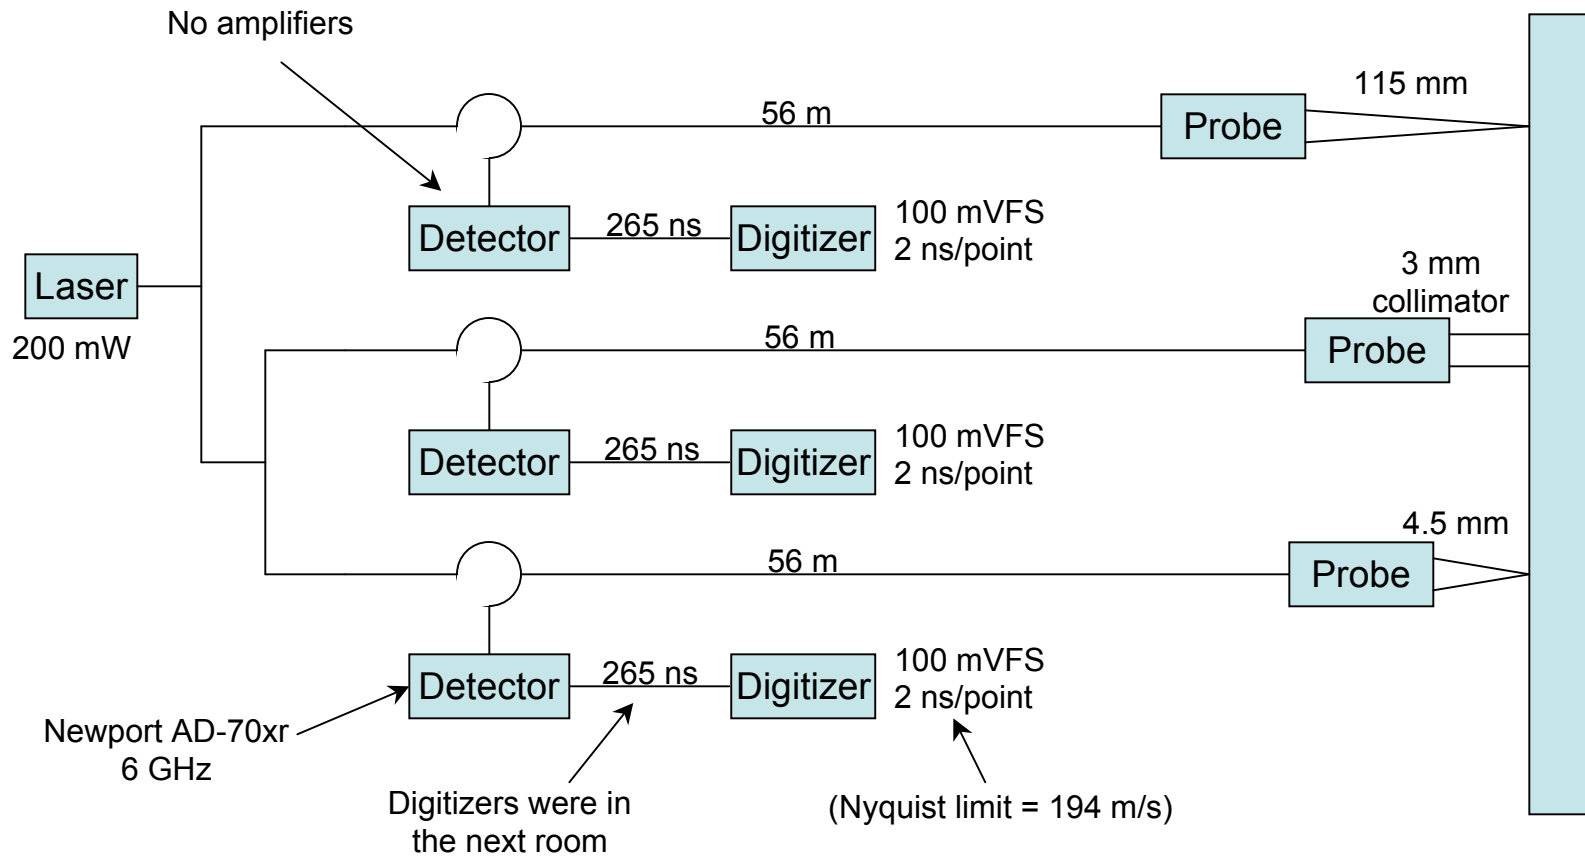 No amplifiers
56 m
115 mm
Probe
Detector
265 ns
Digitizer
100 mVFS
2 ns/point
Laser
200 mW
3 mm
collimator
56 m
Probe
Detector
265 ns
Digitizer
100 mVFS
2 ns/point
4.5 mm
56 m
Probe
Detector
265 ns
Digitizer
100 mVFS
2 ns/point
Newport AD-70xr
6 GHz
Digitizers were in
the next room
(Nyquist limit = 194 m/s)